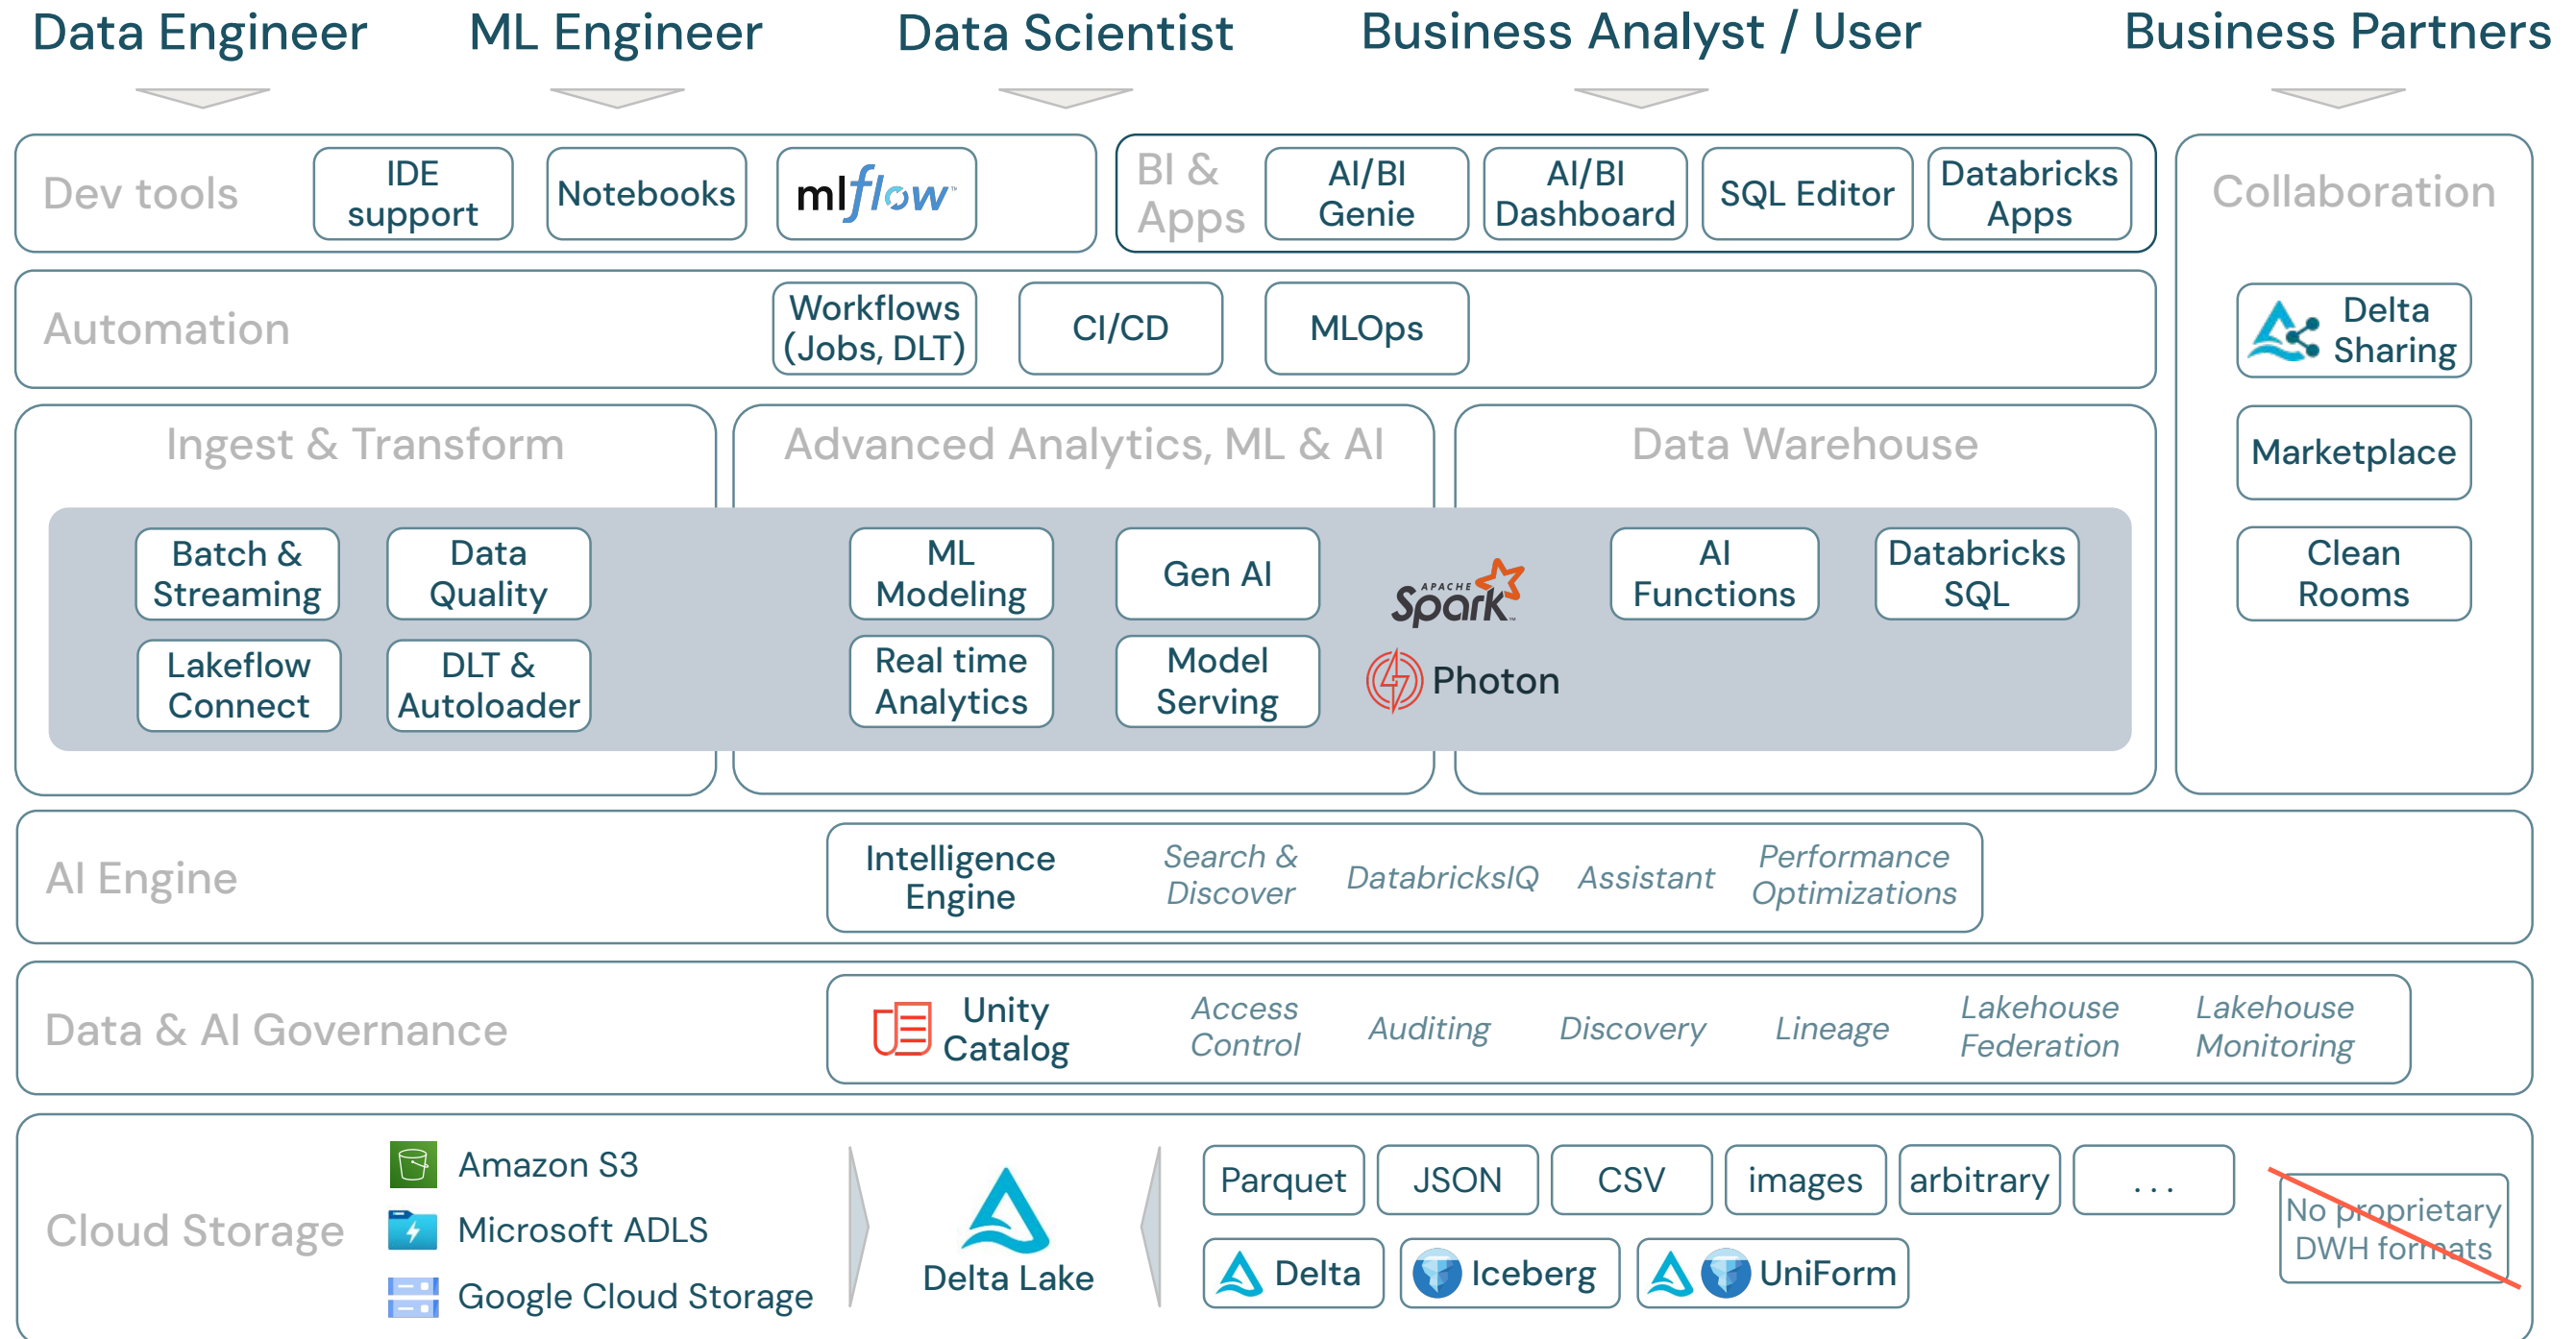 Data Engineer
ML Engineer
Data Scientist
Business Analyst / User
Business Partners
Dev tools
IDE
support
Notebooks
mlflow™
BI &
Apps
AI/BI
Genie
AI/BI
Dashboard
SQL Editor
Databricks
Apps
Collaboration
Delta
Sharing
Marketplace
Clean
Rooms
Automation
Workflows
(Jobs, DLT)
CI/CD
MLOps
Ingest & Transform
Batch &
Streaming
Data
Quality
Lakeflow
Connect
DLT &
Autoloader
Advanced Analytics, ML & AI
ML
Modeling
Gen AI
Real time
Analytics
Model
Serving
APACHE
Spark™
Photon
Data Warehouse
AI
Functions
Databricks
SQL
AI Engine
Intelligence
Engine
Search &
Discover
DatabricksIQ
Assistant
Performance
Optimizations
Data & AI Governance
Unity
Catalog
Access
Control
Auditing
Discovery
Lineage
Lakehouse
Federation
Lakehouse
Monitoring
Cloud Storage
Amazon S3
Microsoft ADLS
Google Cloud Storage
Delta Lake
Parquet
JSON
CSV
images
arbitrary
. . .
Delta
Iceberg
UniForm
No proprietary
DWH formats